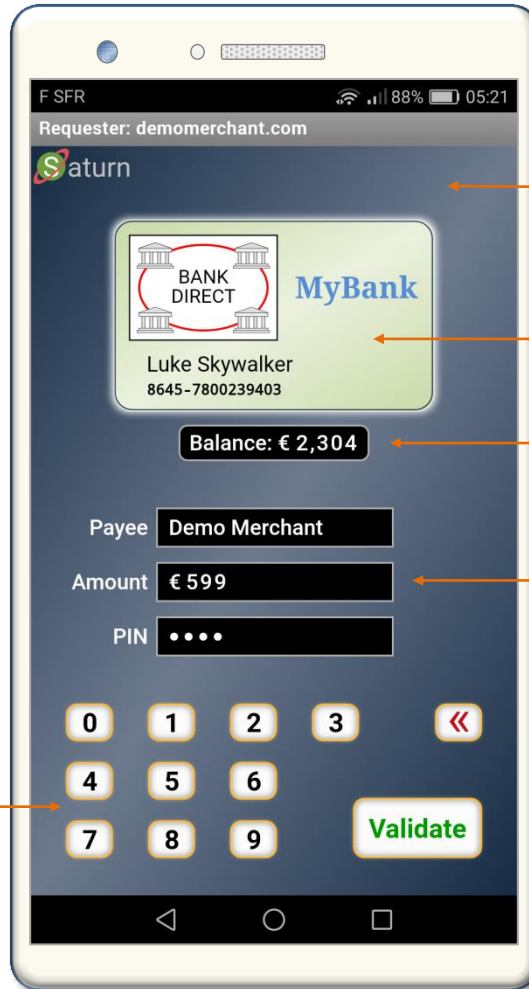 F SFR 88% 05:21
Requester: demomerchant.com
Saturn
BANK
DIRECT
MyBank
Luke Skywalker
8645-7800239403
Balance: € 2,304
Payee Demo Merchant
Amount € 599
PIN ••••
0 1 2 3 «
4 5 6
7 8 9 Validate